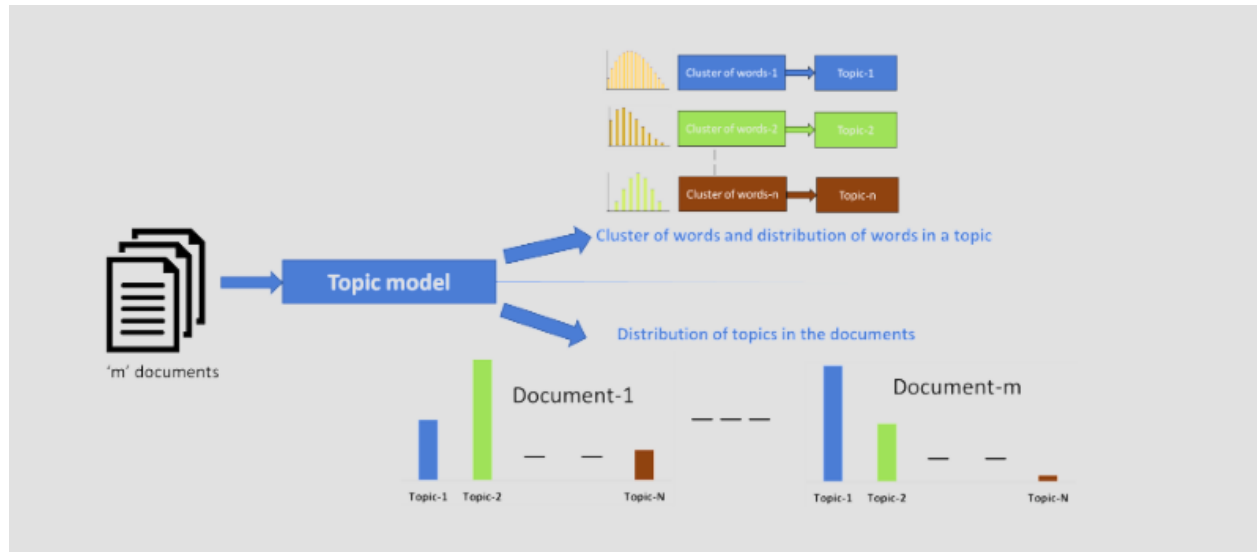 Cluster of words-1
Topic-1
Cluster of words-2
Topic-2
Cluster of words-n
Topic-n
Cluster of words and distribution of words in a topic
Topic model
Distribution of topics in the documents
'm' documents
Document-1
Document-m
Topic-1
Topic-2
Topic-N
Topic-1
Topic-2
Topic-N